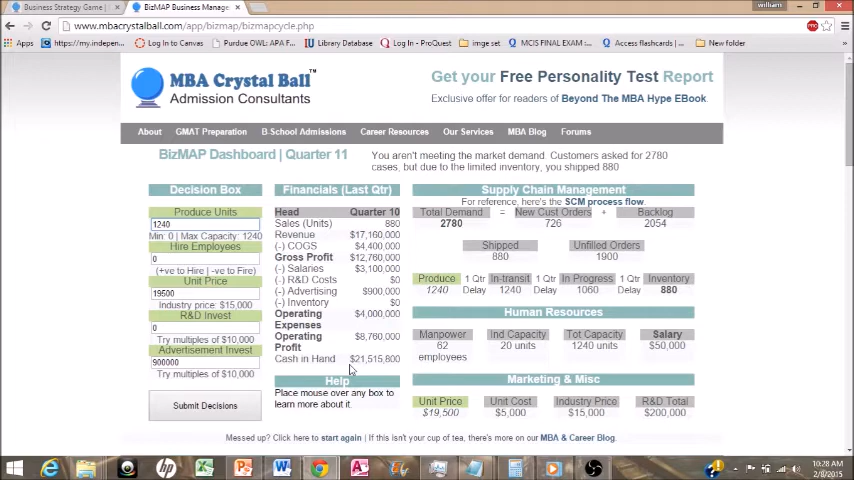 Business Strategy Game |
BizMAP Business Manage
william
www.mbacrystalball.com/app/bizmap/bizmapcycle.php
Apps
https://my.indepen...
Log In to Canvas
Purdue OWL: APA F...
Library Database
Log In - ProQuest
imge set
MCIS FINAL EXAM :...
Access flashcards |...
New folder
MBA Crystal Ball™
Admission Consultants
Get your Free Personality Test Report
Exclusive offer for readers of Beyond The MBA Hype EBook.
About GMAT Preparation B-School Admissions Career Resources Our Services MBA Blog Forums
BizMAP Dashboard | Quarter 11
You aren't meeting the market demand. Customers asked for 2780
cases, but due to the limited inventory, you shipped 880
Decision Box
Produce Units
1240
Min: 0 | Max Capacity: 1240
Hire Employees
0
(+ve to Hire | -ve to Fire)
Unit Price
19500
Industry price: $15,000
R&D Invest
0
Try multiples of $10,000
Advertisement Invest
900000
Try multiples of $10,000
Submit Decisions
Financials (Last Qtr)
Head Quarter 10
Sales (Units) 880
Revenue $17,160,000
(-) COGS $4,400,000
Gross Profit $12,760,000
(-) Salaries $3,100,000
(-) R&D Costs $0
(-) Advertising $900,000
(-) Inventory $0
Operating $4,000,000
Expenses
Operating $8,760,000
Profit
Cash in Hand $21,515,800
Help
Place mouse over any box to
learn more about it.
Supply Chain Management
For reference, here's the SCM process flow.
Total Demand = New Cust Orders + Backlog
2780 726 2054
Shipped Unfilled Orders
880 1900
Produce 1 Qtr In-transit 1 Qtr In Progress 1 Qtr Inventory
1240 Delay 1240 Delay 1060 Delay 880
Human Resources
Manpower Ind Capacity Tot Capacity Salary
62 20 units 1240 units $50,000
employees
Marketing & Misc
Unit Price Unit Cost Industry Price R&D Total
$19,500 $5,000 $15,000 $200,000
Messed up? Click here to start again | If this isn't your cup of tea, there's more on our MBA & Career Blog.
10:28 AM
2/8/2015